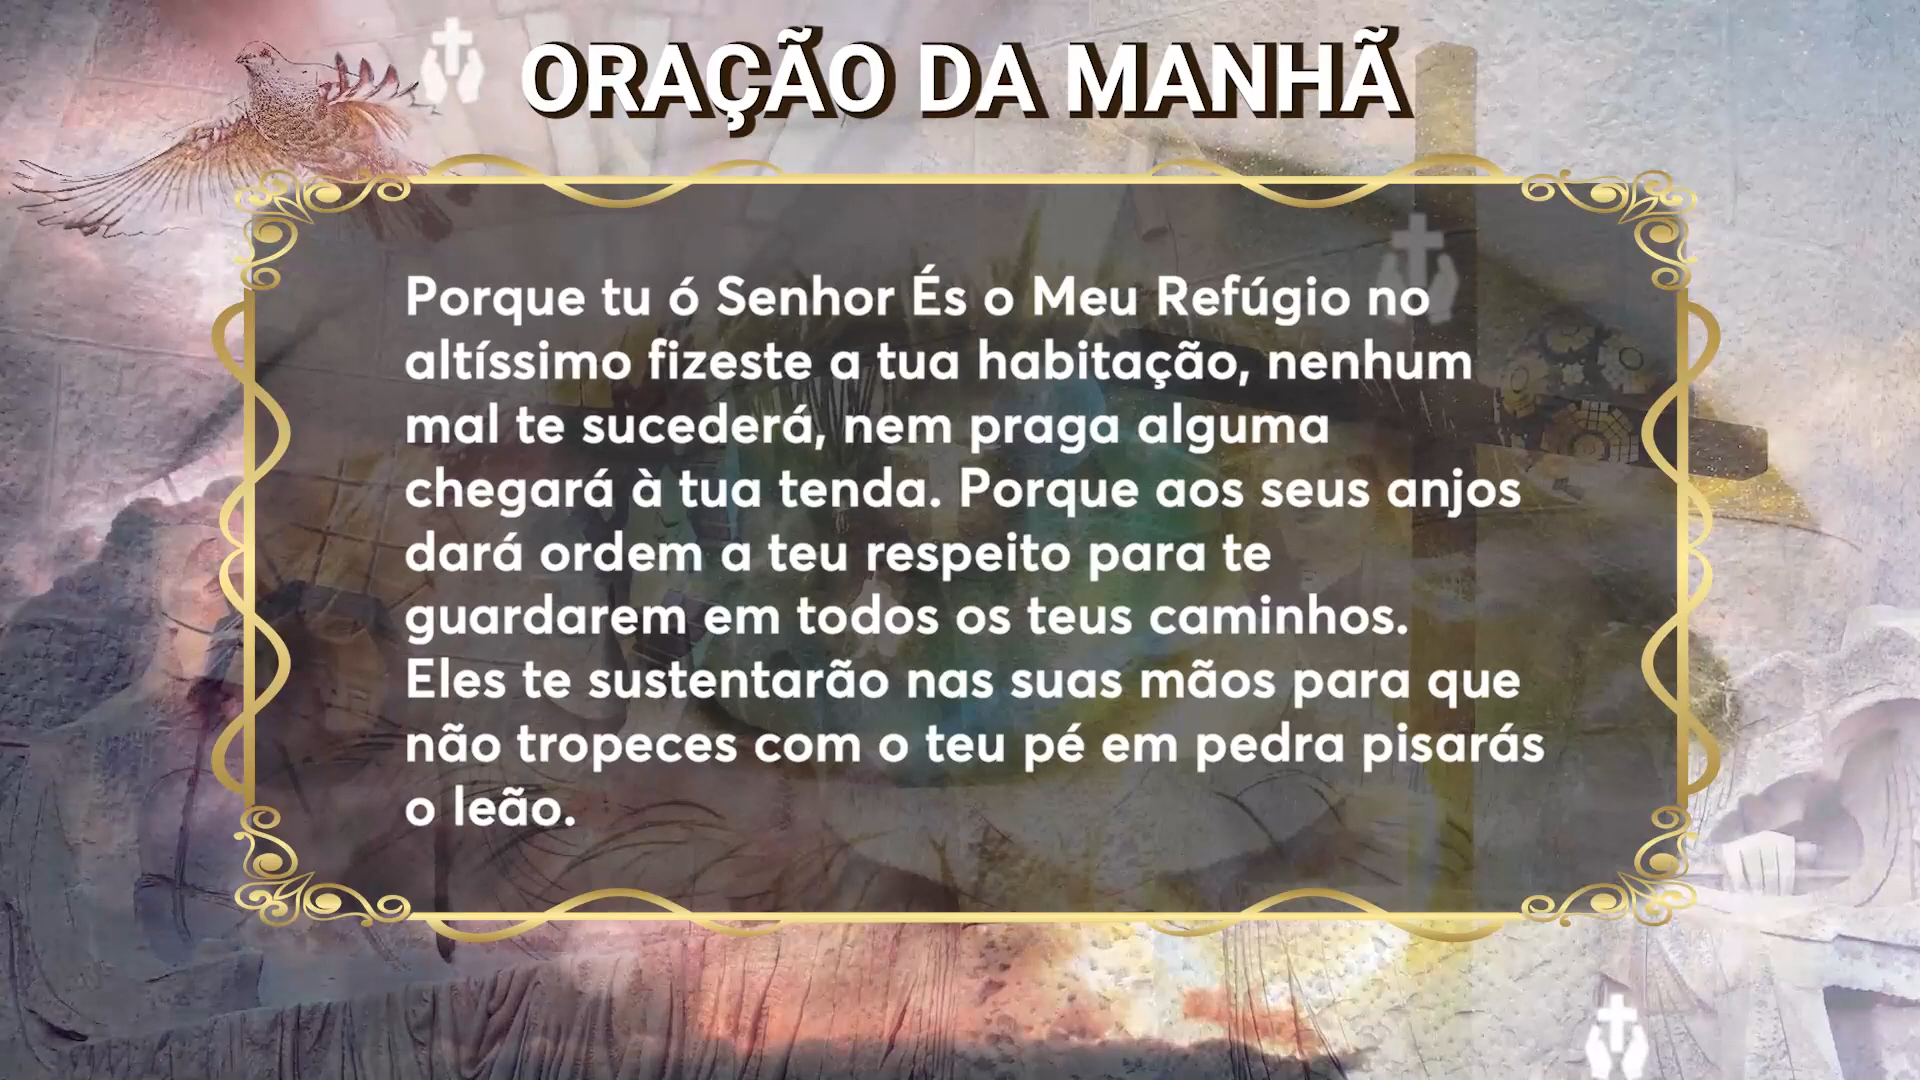 ORAÇÃO DA MANHÃ
Porque tu ó Senhor És o Meu Refúgio no
altíssimo fizeste a tua habitação, nenhum
mal te sucederá, nem praga alguma
chegará à tua tenda. Porque aos seus anjos
dará ordem a teu respeito para te
guardarem em todos os teus caminhos.
Eles te sustentarão nas suas mãos para que
não tropeces com o teu pé em pedra pisarás
o leão.